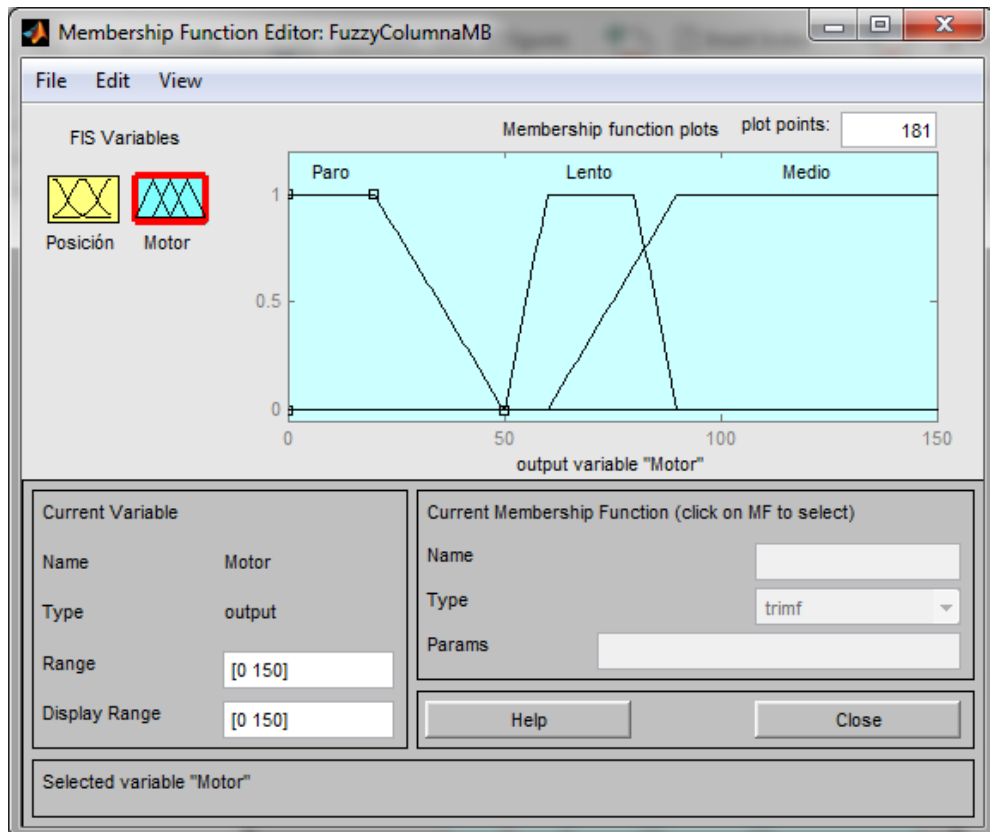 Membership Function Editor: FuzzyColumnaMB
File Edit View
FIS Variables
Membership function plots plot points: 181
Posición Motor
Paro Lento Medio
1
0.5
0
0 50 100 150
output variable "Motor"
Current Variable
Name Motor
Type output
Range [0 150]
Display Range [0 150]
Current Membership Function (click on MF to select)
Name
Type trimf
Params
Help Close
Selected variable "Motor"